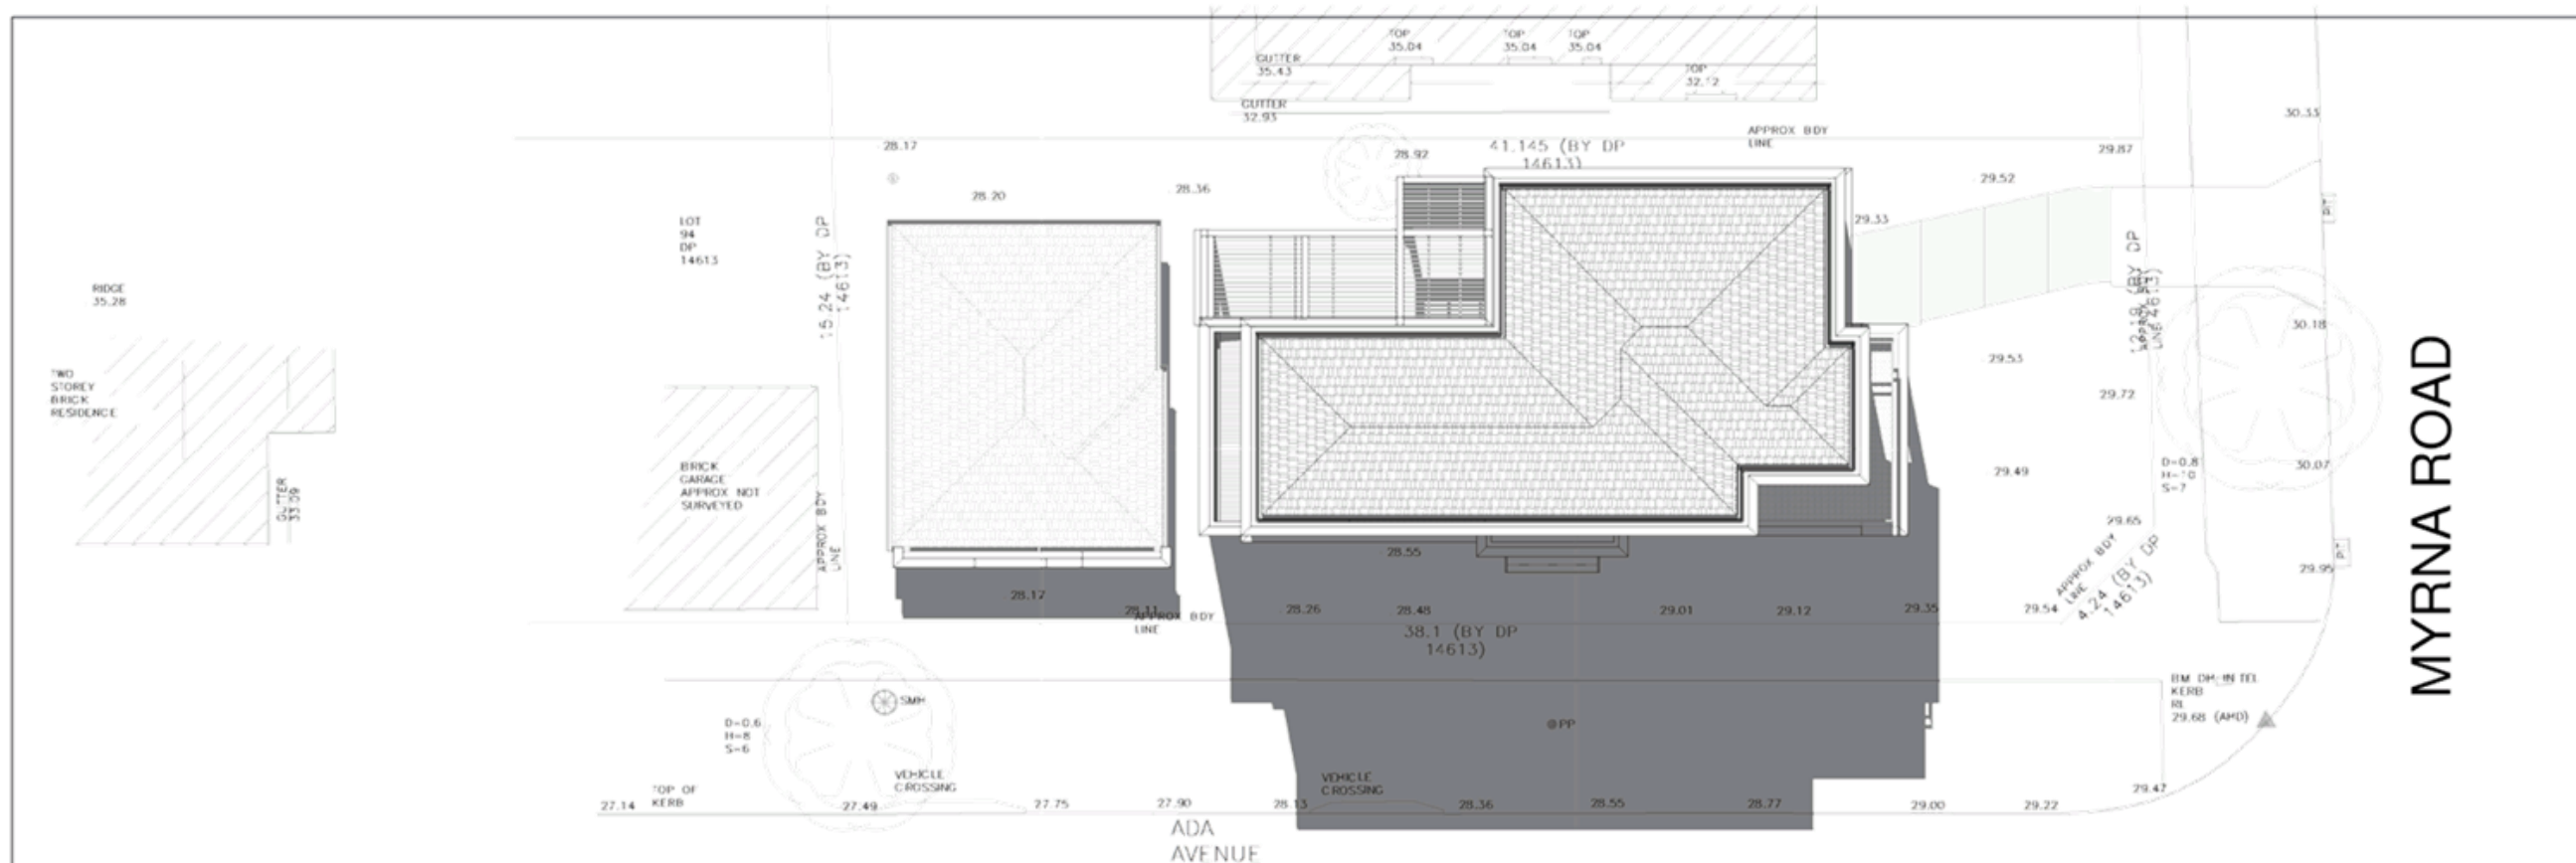 TOP
35.04
TOP
35.04
TOP
35.04
GUTTER
35.43
TOP
32.12
GUTTER
32.93
30.33
APPROX BDY
LINE
28.17
28.92
41.145 (BY DP
14613)
29.87
28.20
28.36
29.52
LOT
94
DP
14613
15.24 (BY DP
14613)
29.33
PIT
RIDGE
35.28
30.18
TWO
STOREY
BRICK
RESIDENCE
29.53
29.72
MYRNA ROAD
BRICK
GARAGE
APPROX NOT
SURVEYED
GUTTER
33.09
APPROX BDY
LINE
29.49
D-0.8
H-10
S-7
30.07
29.65
28.55
APPROX BDY
LINE
4.24 (BY DP
14613)
PIT
29.95
28.17
28.11
APPROX BDY
LINE
28.26
28.48
29.01
29.12
29.35
29.54
38.1 (BY DP
14613)
SMH
PP
BM DH IN TEL
KERB
RL
29.68 (AHD)
D-0.6
H-8
S-6
VEHICLE
CROSSING
VEHICLE
CROSSING
TOP OF
KERB
27.14
27.49
27.75
27.90
28.13
28.36
28.55
28.77
29.00
29.22
29.47
ADA
AVENUE